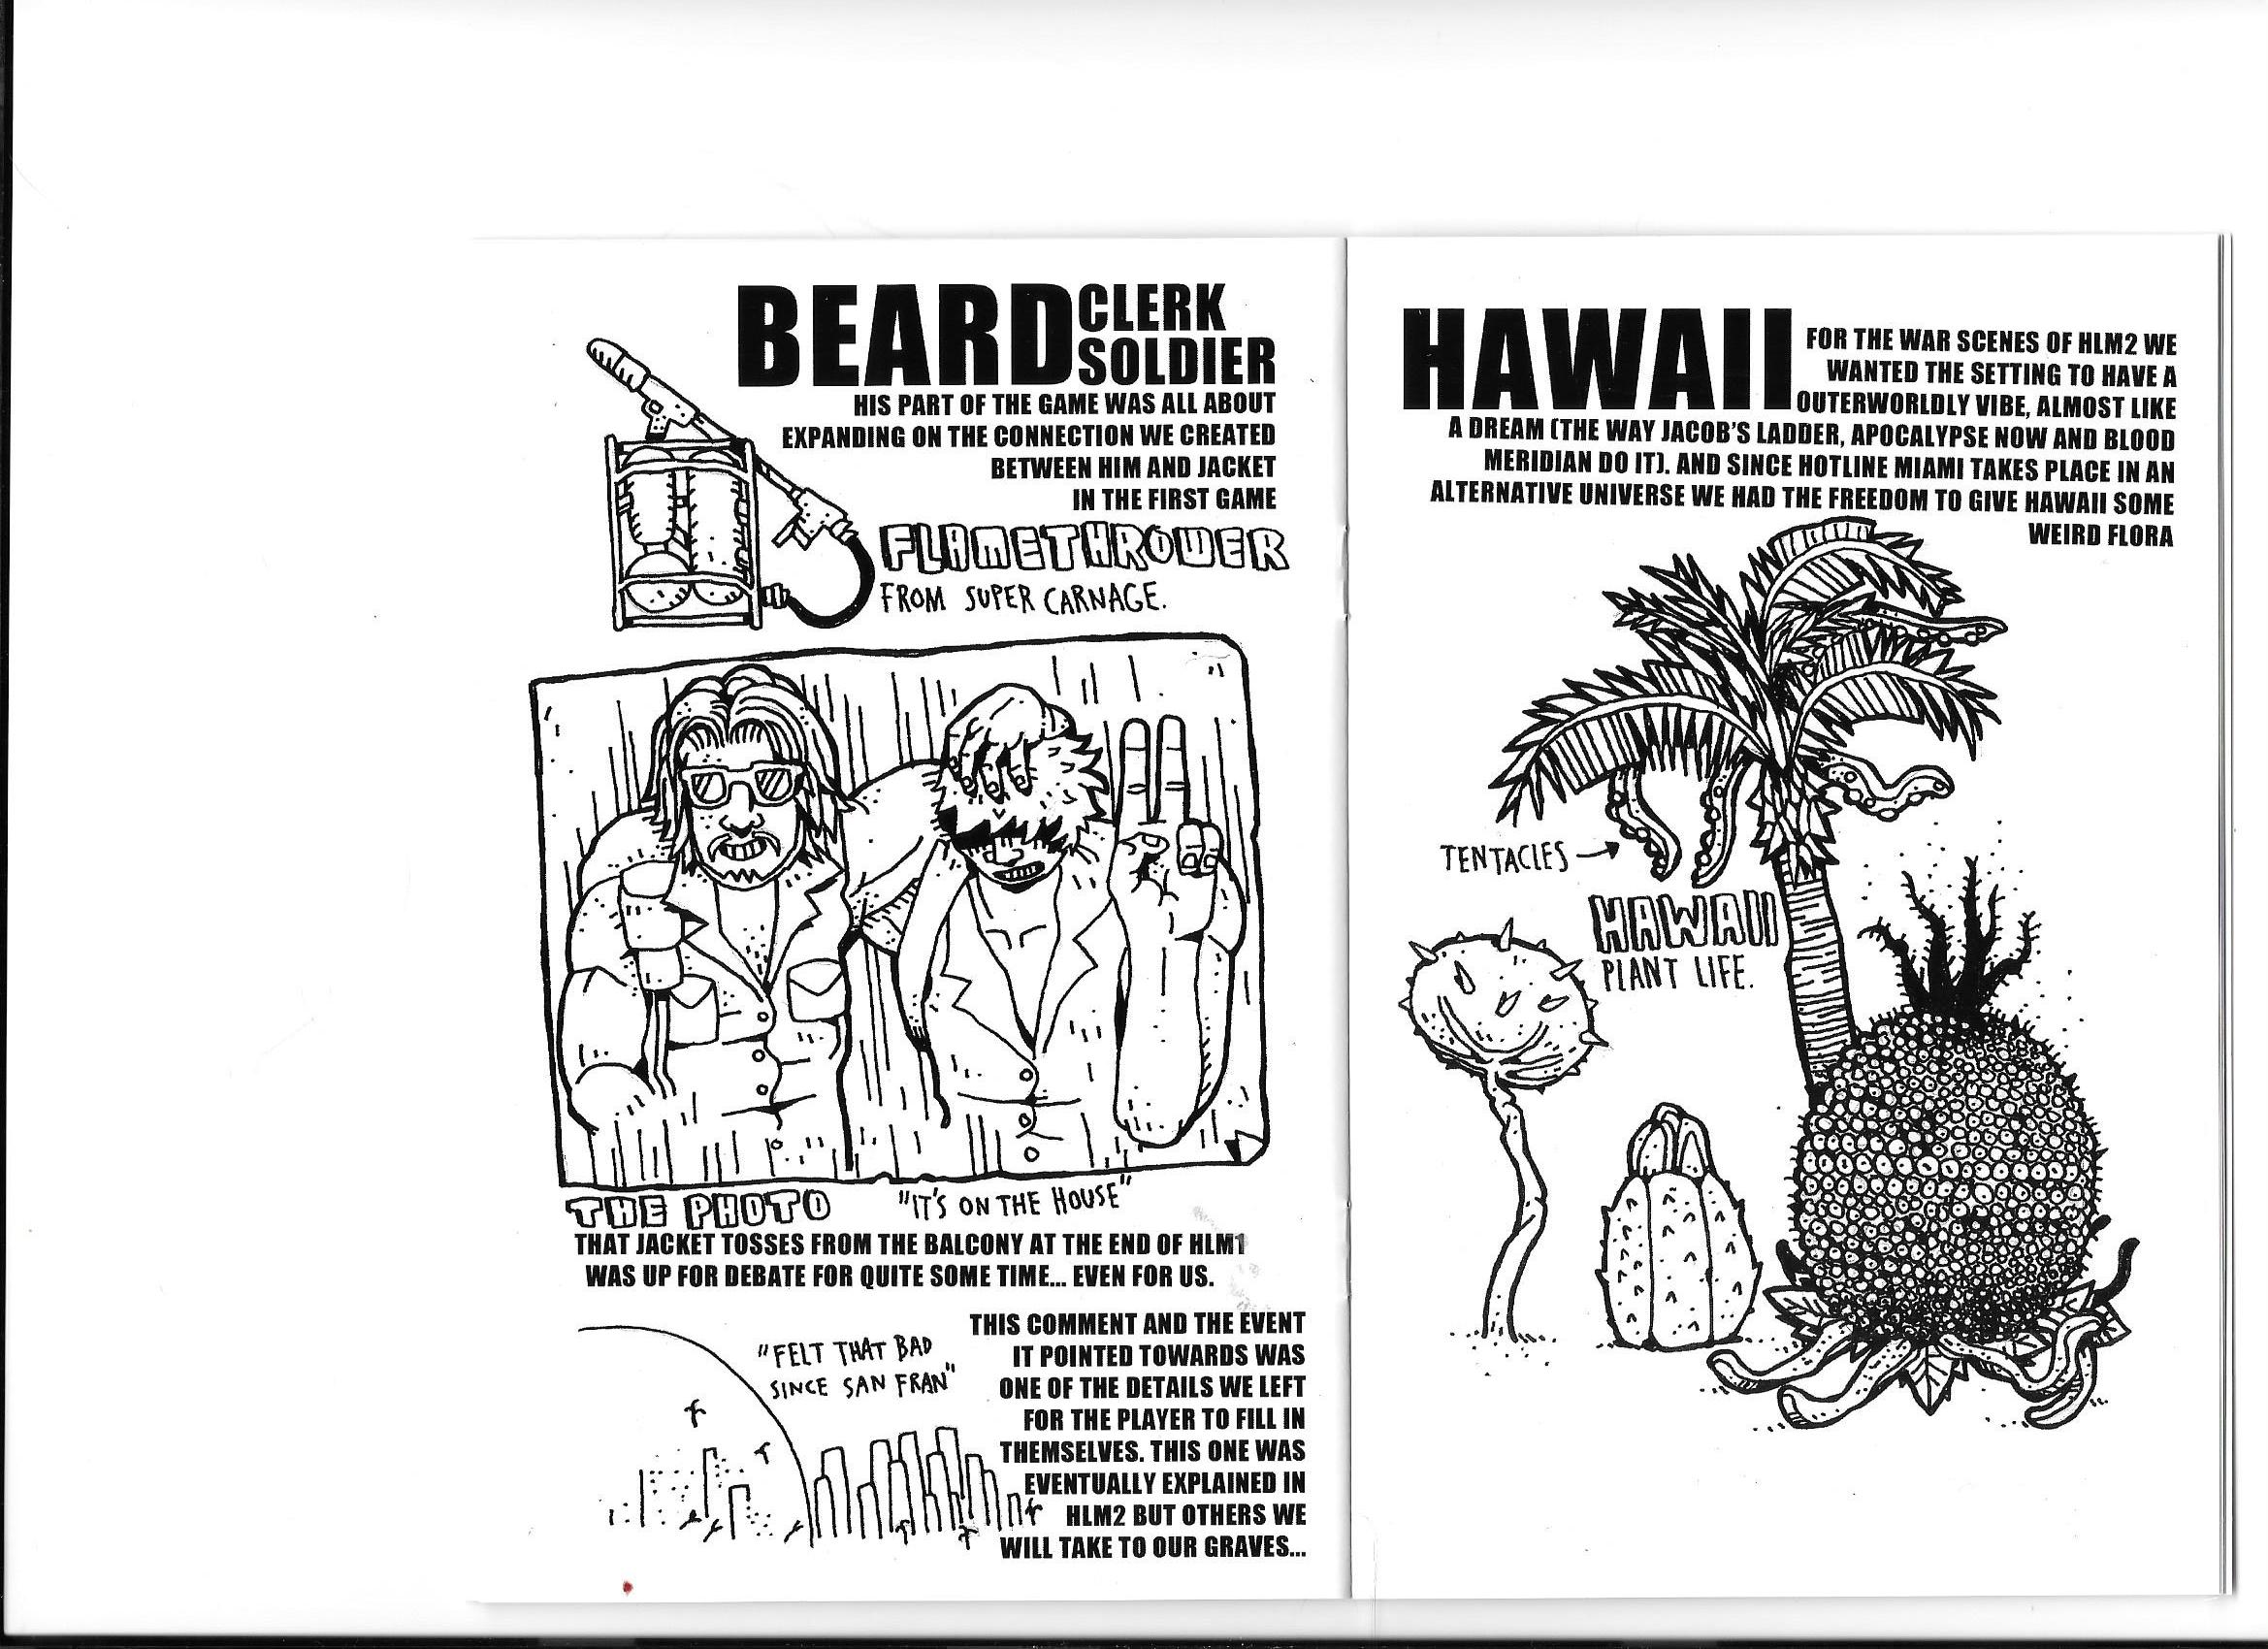 BEARD CLERK
SOLDIER
HIS PART OF THE GAME WAS ALL ABOUT
EXPANDING ON THE CONNECTION WE CREATED
BETWEEN HIM AND JACKET
IN THE FIRST GAME
FLAMETHROWER
FROM SUPER CARNAGE.
THE PHOTO "IT'S ON THE HOUSE"
THAT JACKET TOSSES FROM THE BALCONY AT THE END OF HLM1
WAS UP FOR DEBATE FOR QUITE SOME TIME... EVEN FOR US.
"FELT THAT BAD
SINCE SAN FRAN"
THIS COMMENT AND THE EVENT
IT POINTED TOWARDS WAS
ONE OF THE DETAILS WE LEFT
FOR THE PLAYER TO FILL IN
THEMSELVES. THIS ONE WAS
EVENTUALLY EXPLAINED IN
HLM2 BUT OTHERS WE
WILL TAKE TO OUR GRAVES...
HAWAII FOR THE WAR SCENES OF HLM2 WE
WANTED THE SETTING TO HAVE A
OUTERWORLDLY VIBE, ALMOST LIKE
A DREAM (THE WAY JACOB'S LADDER, APOCALYPSE NOW AND BLOOD
MERIDIAN DO IT). AND SINCE HOTLINE MIAMI TAKES PLACE IN AN
ALTERNATIVE UNIVERSE WE HAD THE FREEDOM TO GIVE HAWAII SOME
WEIRD FLORA
TENTACLES
HAWAII
PLANT LIFE.